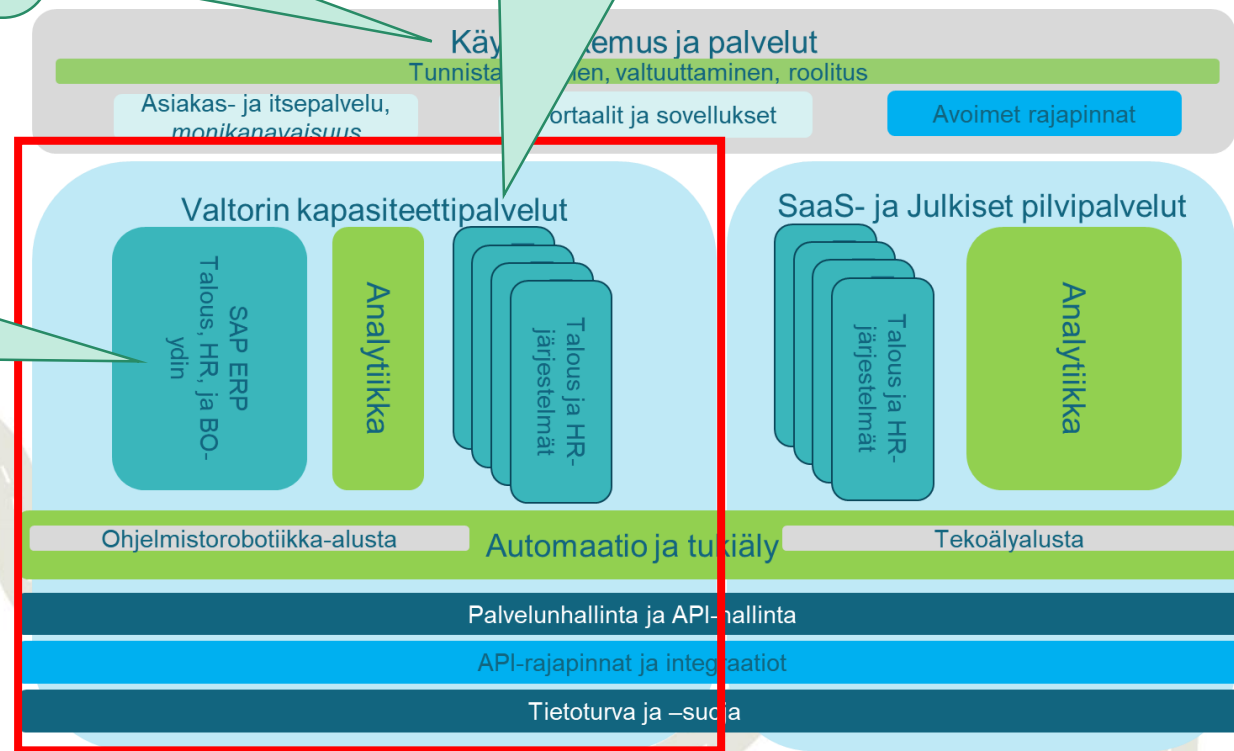 Käy emus ja palvelut
Tunnista en, valtuuttaminen, roolitus
Asiakas- ja itsepalvelu,
monikanavaisuus
ortaalit ja sovellukset
Avoimet rajapinnat
Valtorin kapasiteettipalvelut
SAP ERP
Talous, HR, ja BO-
ydin
Analytiikka
Talous ja HR-
järjestelmät
SaaS- ja Julkiset pilvipalvelut
Talous ja HR-
järjestelmät
Analytiikka
Ohjelmistorobotiikka-alusta
Automaatio ja tukiäly
Tekoälyalusta
Palvelunhallinta ja API-hallinta
API-rajapinnat ja integraatiot
Tietoturva ja –suoja